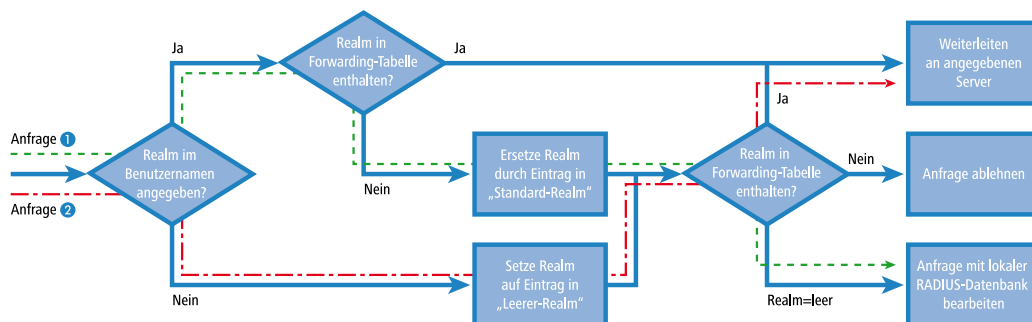 Ja
Realm in
Forwarding-Tabelle
enthalten?
Ja
Weiterleiten
an angegebenen
Server
Ja
Anfrage 1
Realm im
Benutzernamen
angegeben?
Anfrage 2
Nein
Ersetze Realm
durch Eintrag in
„Standard-Realm“
Realm in
Forwarding-Tabelle
enthalten?
Nein
Anfrage ablehnen
Nein
Setze Realm
auf Eintrag in
„Leerer-Realm“
Realm=leer
Anfrage mit lokaler
RADIUS-Datenbank
bearbeiten